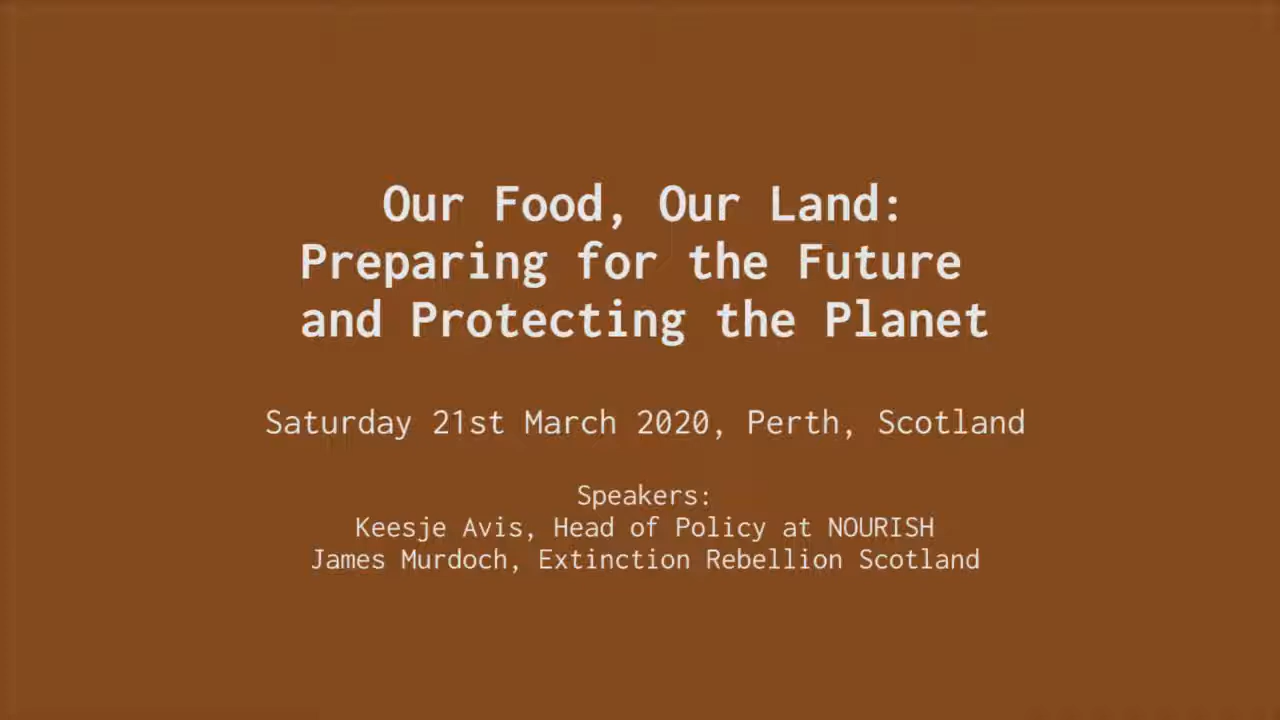 Our Food, Our Land:
Preparing for the Future
and Protecting the Planet
Saturday 21st March 2020, Perth, Scotland
Speakers:
Keesje Avis, Head of Policy at NOURISH
James Murdoch, Extinction Rebellion Scotland